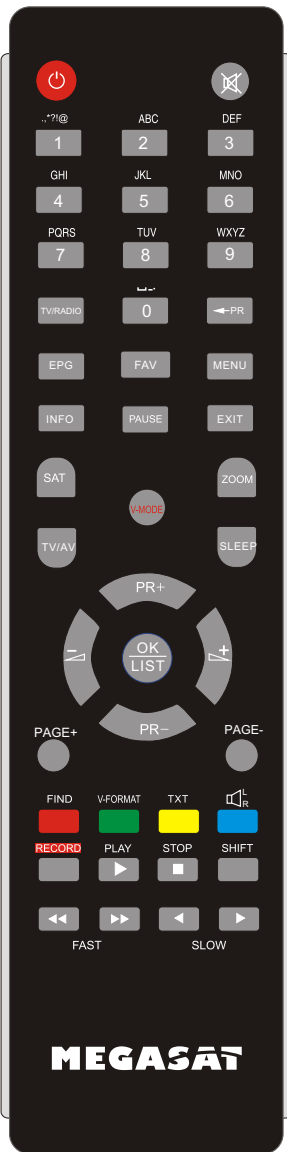 .,*?!@ ABC DEF
1 2 3
GHI JKL MNO
4 5 6
PQRS TUV WXYZ
7 8 9
TV/RADIO 0 PR
EPG FAV MENU
INFO PAUSE EXIT
SAT ZOOM
V-MODE
TV/AV SLEEP
PR+
- OK +
LIST
PR-
PAGE+ PAGE-
FIND V-FORMAT TXT L
R
RECORD PLAY STOP SHIFT
FAST SLOW
MEGASAT